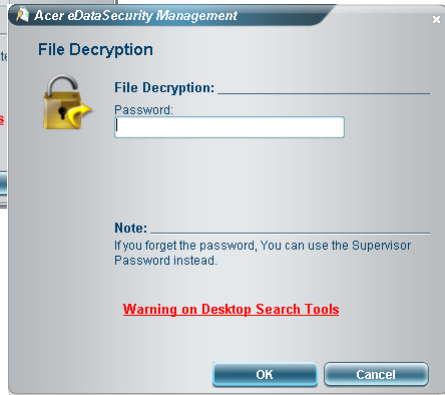 Acer eDataSecurity Management
File Decryption
File Decryption:
Password:
Note:
If you forget the password, You can use the Supervisor
Password instead.
Warning on Desktop Search Tools
OK
Cancel